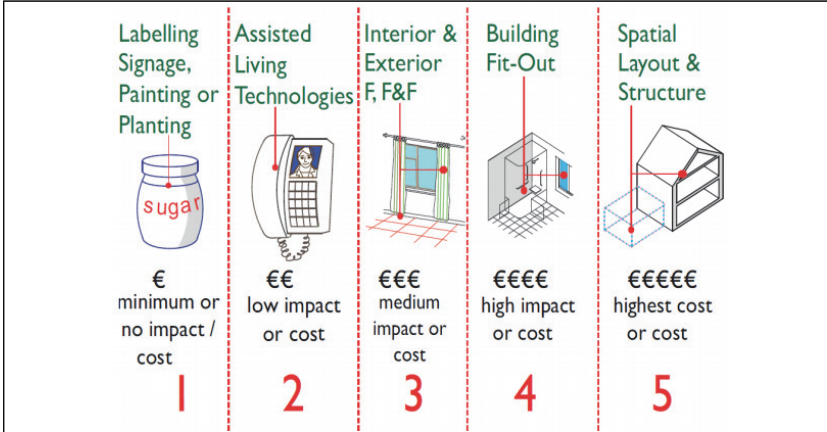 Labelling
Signage,
Painting or
Planting
sugar
€
minimum or
no impact /
cost
1
Assisted
Living
Technologies
€€
low impact
or cost
2
Interior &
Exterior
F, F&F
€€€
medium
impact or
cost
3
Building
Fit-Out
€€€€
high impact
or cost
4
Spatial
Layout &
Structure
€€€€€
highest cost
or cost
5